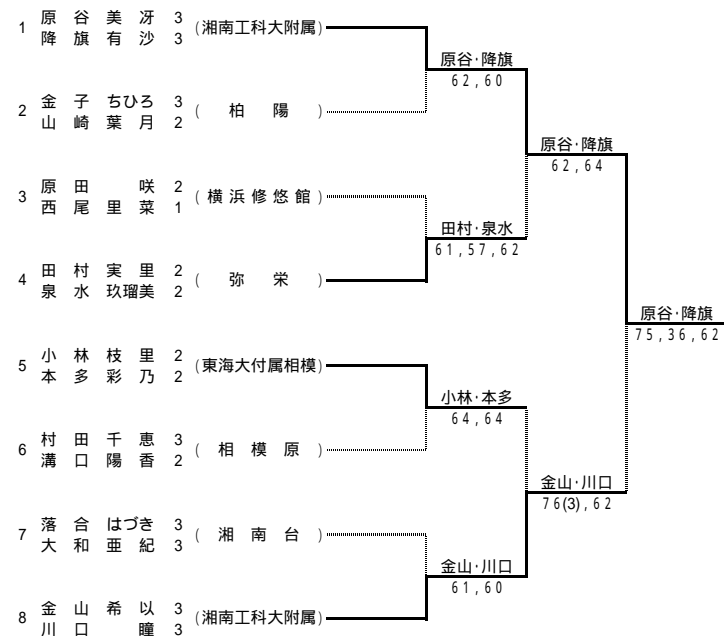 1 原 谷 美 冴 3 (湘南工科大附属)
降 旗 有 沙 3
原谷・降旗
62,60
2 金 子 ちひろ 3 ( 柏 陽 )
山 崎 葉 月 2
原谷・降旗
62,64
3 原 田 咲 2 ( 横 浜 修 悠 館 )
西 尾 里 菜 1
田村・泉水
61,57,62
4 田 村 実 里 2 ( 弥 栄 )
泉 水 玖瑠美 2
原谷・降旗
75,36,62
5 小 林 枝 里 2 (東海大付属相模)
本 多 彩 乃 2
小林・本多
64,64
6 村 田 千 恵 3 ( 相 模 原 )
溝 口 陽 香 2
金山・川口
76(3),62
7 落 合 はづき 3 ( 湘 南 台 )
大 和 亜 紀 3
金山・川口
61,60
8 金 山 希 以 3 (湘南工科大附属)
川 口 瞳 3